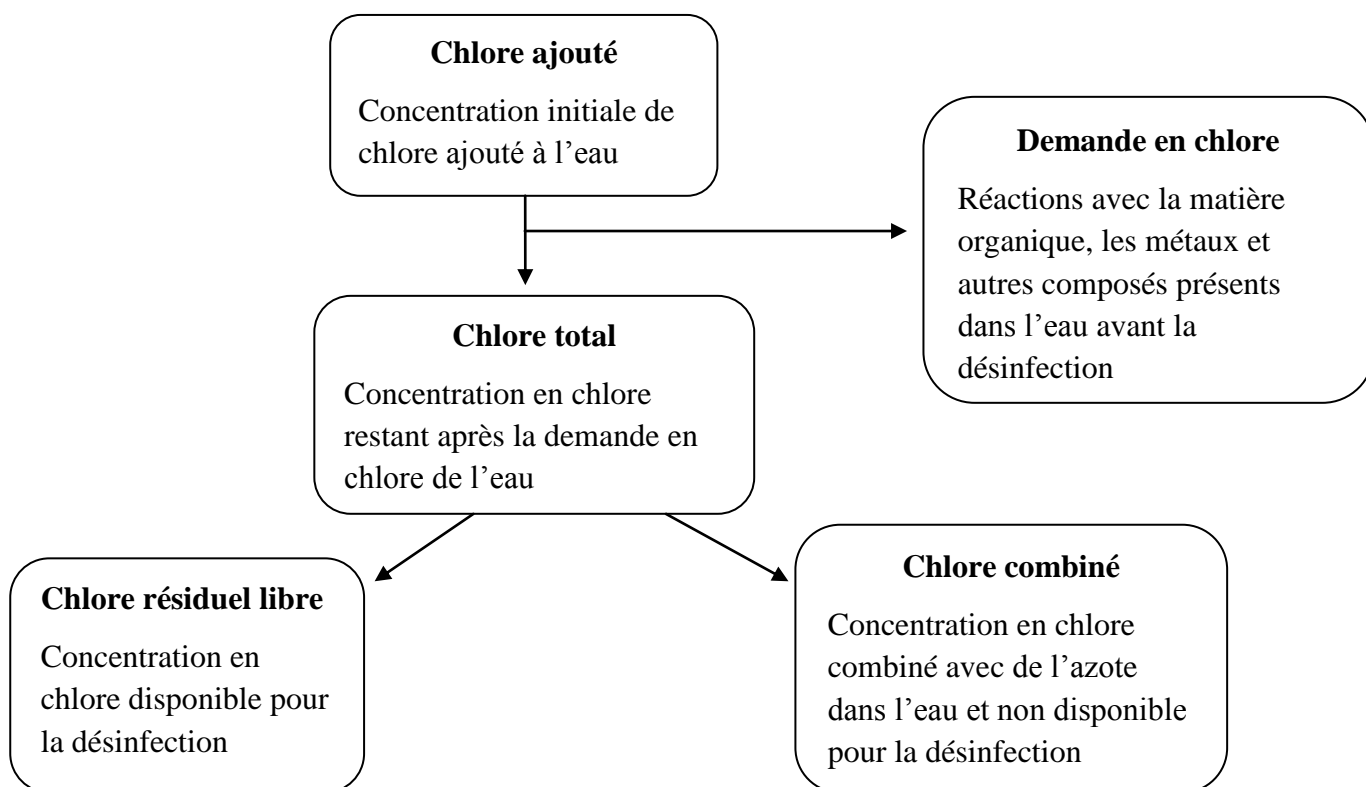 Chlore ajouté
Concentration initiale de
chlore ajouté à l’eau
Demande en chlore
Réactions avec la matière
organique, les métaux et
autres composés présents
dans l’eau avant la
désinfection
Chlore total
Concentration en chlore
restant après la demande en
chlore de l’eau
Chlore résiduel libre
Concentration en
chlore disponible pour
la désinfection
Chlore combiné
Concentration en chlore
combiné avec de l’azote
dans l’eau et non disponible
pour la désinfection